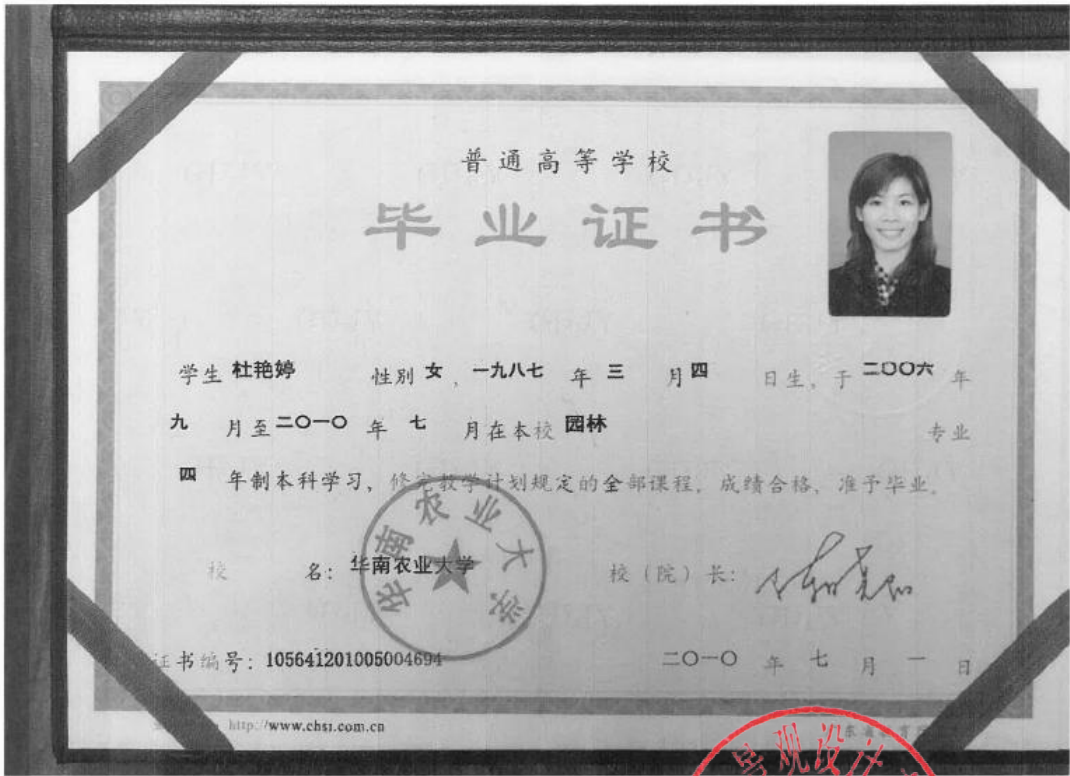 普通高等学校
毕业证书
学生 杜艳婷 性别 女，一九八七 年 三 月 四 日生，于 二〇〇六 年
九 月至 二〇一〇 年 七 月在本校 园林 专业
四 年制本科学习，修完教学计划规定的全部课程，成绩合格，准予毕业。
华南农业大学
校 名：华南农业大学 校（院）长：
证书编号：105641201005004694 二〇一〇 年 七 月 一 日
http://www.chsi.com.cn
景观设计